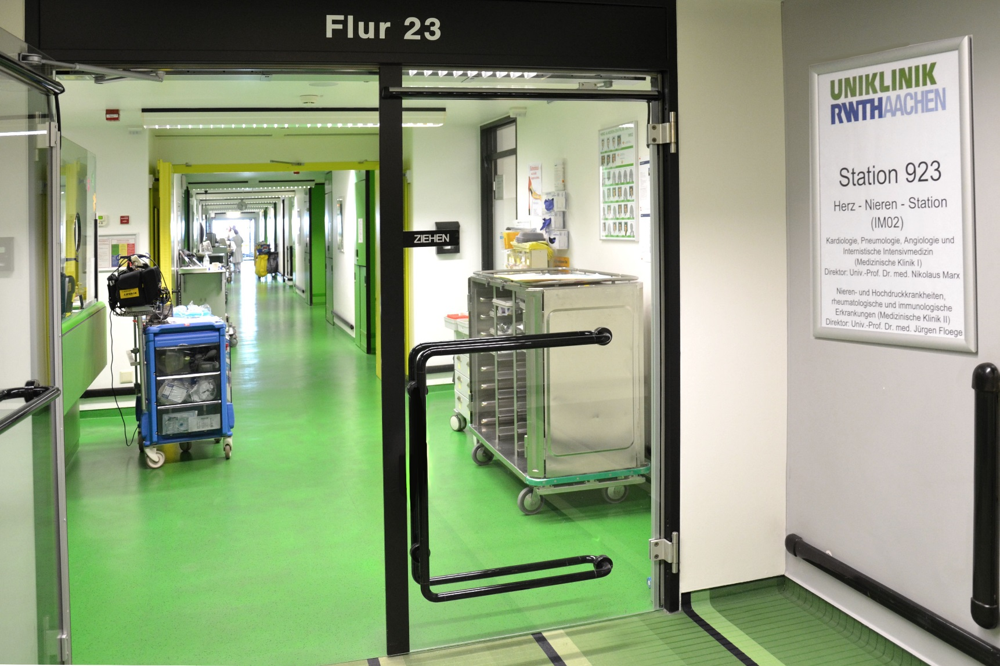 Flur 23
ZIEHEN
UNIKLINIK
RWTHAACHEN
Station 923
Herz - Nieren - Station
(IM02)
Kardiologie, Pneumologie, Angiologie und
Internistische Intensivmedizin
(Medizinische Klinik I)
Direktor: Univ.-Prof. Dr. med. Nikolaus Marx
Nieren- und Hochdruckkrankheiten,
rheumatologische und immunologische
Erkrankungen (Medizinische Klinik II)
Direktor: Univ.-Prof. Dr. med. Jürgen Floege